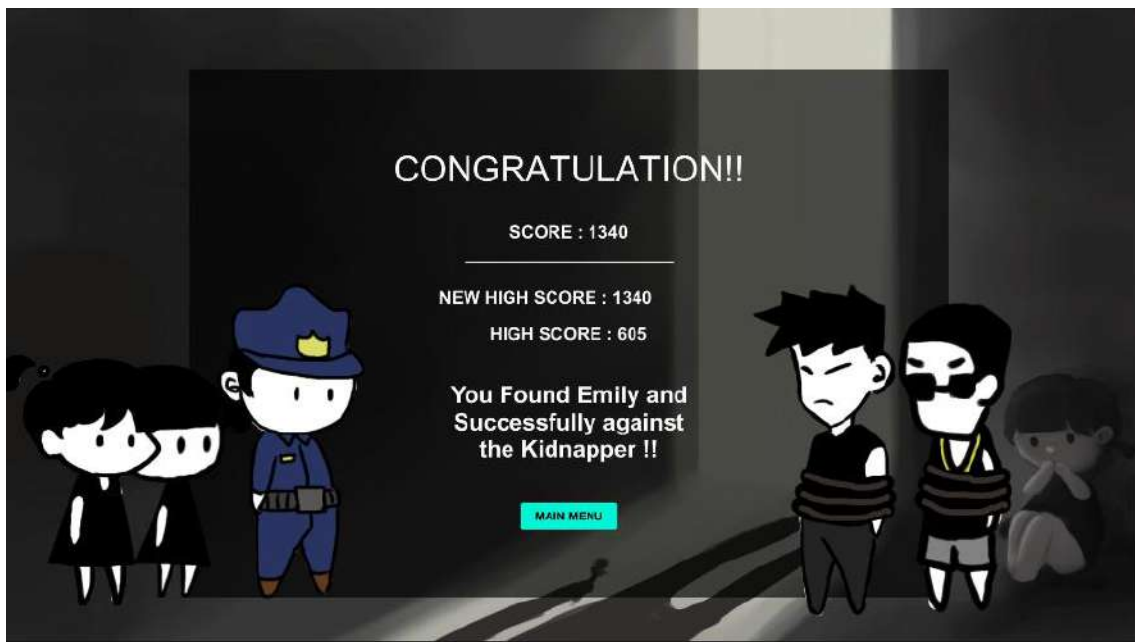 CONGRATULATION!!
SCORE : 1340
NEW HIGH SCORE : 1340
HIGH SCORE : 605
You Found Emily and
Successfully against
the Kidnapper !!
MAIN MENU